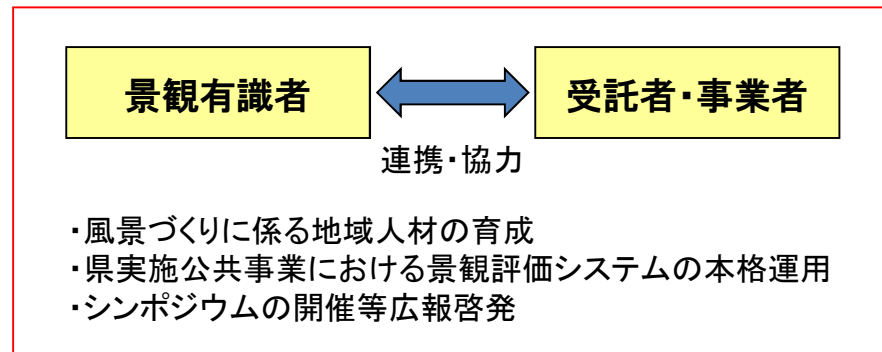 景観有識者
受託者・事業者
連携・協力
・風景づくりに係る地域人材の育成
・県実施公共事業における景観評価システムの本格運用
・シンポジウムの開催等広報啓発